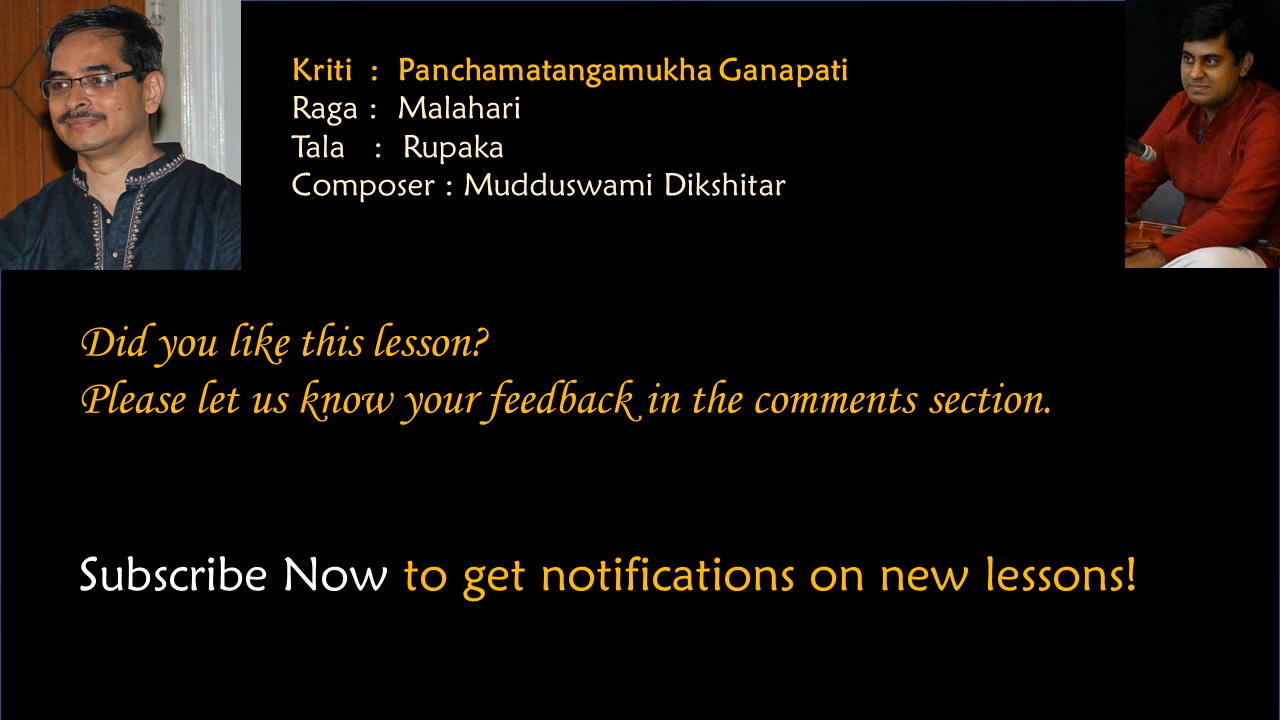 Kriti : Panchamatangamukha Ganapati
Raga : Malahari
Tala : Rupaka
Composer : Mudduswami Dikshitar
Did you like this lesson?
Please let us know your feedback in the comments section.
Subscribe Now to get notifications on new lessons!